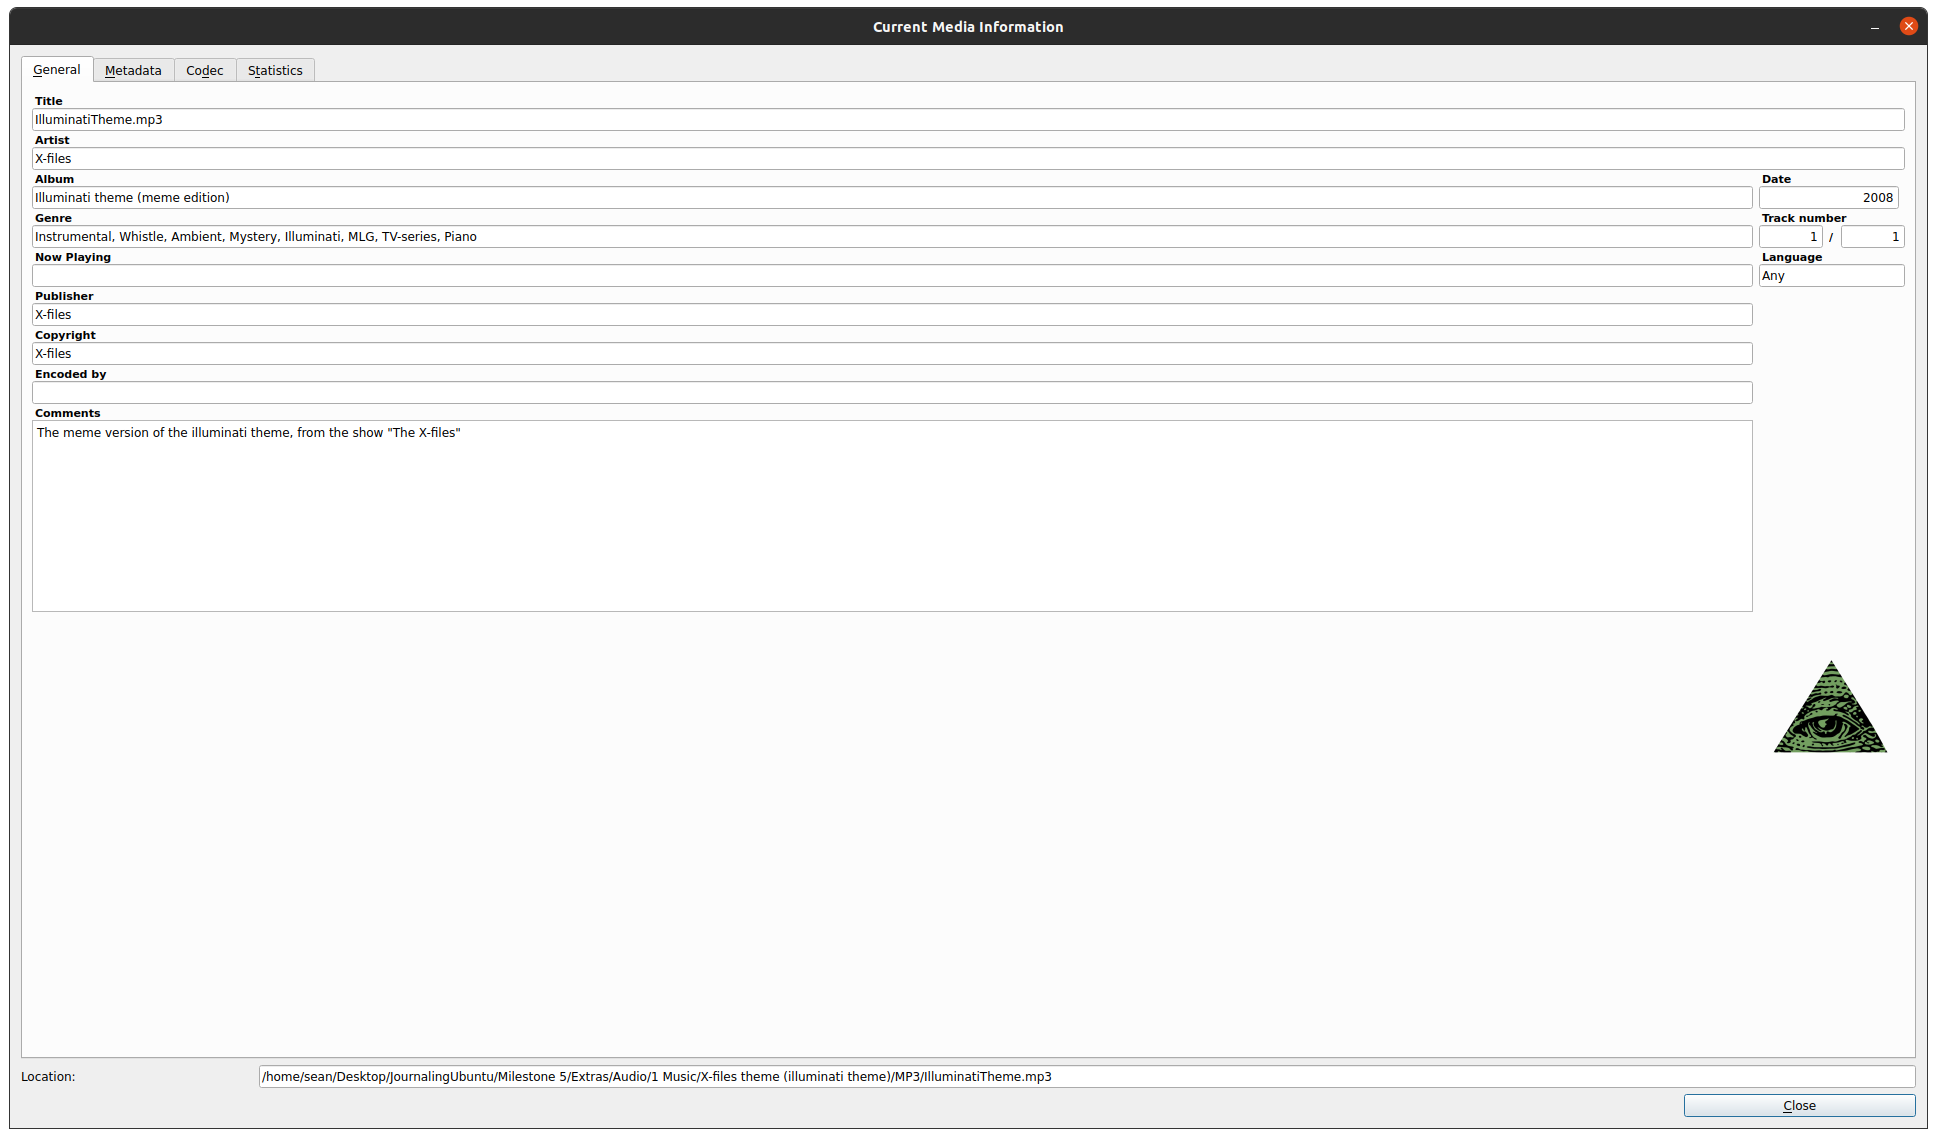 Current Media Information
General Metadata Codec Statistics
Title
IlluminatiTheme.mp3
Artist
X-files
Album Date
Illuminati theme (meme edition) 2008
Genre Track number
Instrumental, Whistle, Ambient, Mystery, Illuminati, MLG, TV-series, Piano 1 / 1
Now Playing Language
Any
Publisher
X-files
Copyright
X-files
Encoded by
Comments
The meme version of the illuminati theme, from the show "The X-files"
Location: /home/sean/Desktop/JournalingUbuntu/Milestone 5/Extras/Audio/1 Music/X-files theme (illuminati theme)/MP3/IlluminatiTheme.mp3
Close